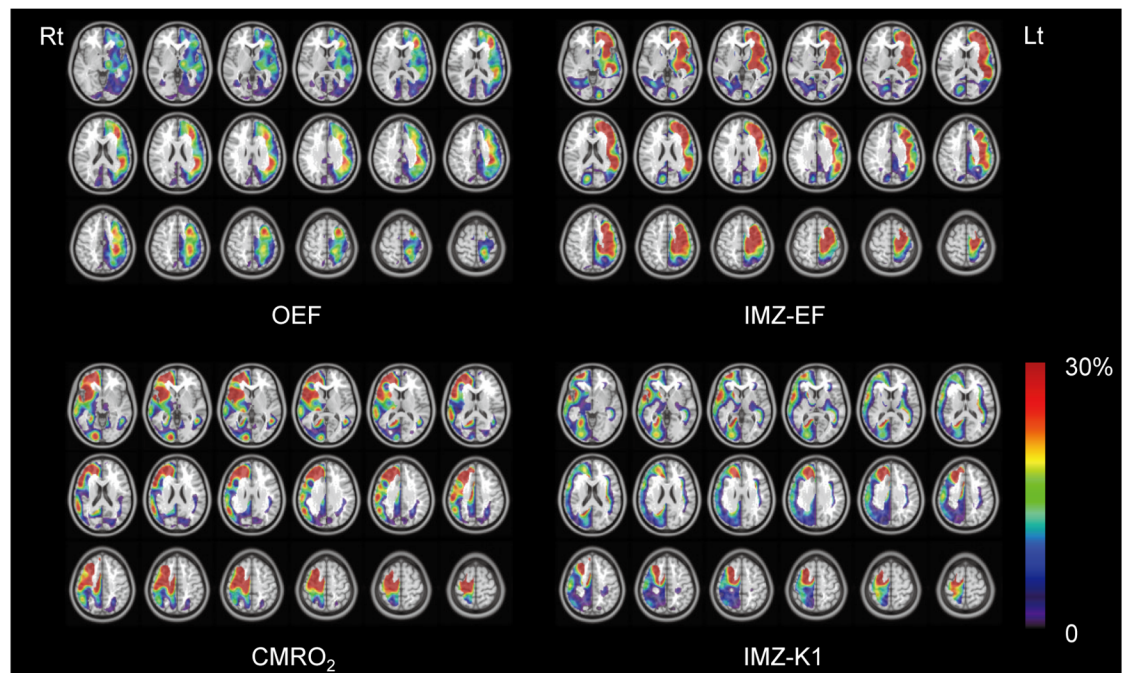 Rt
Lt
OEF
IMZ-EF
30%
0
CMRO₂
IMZ-K1